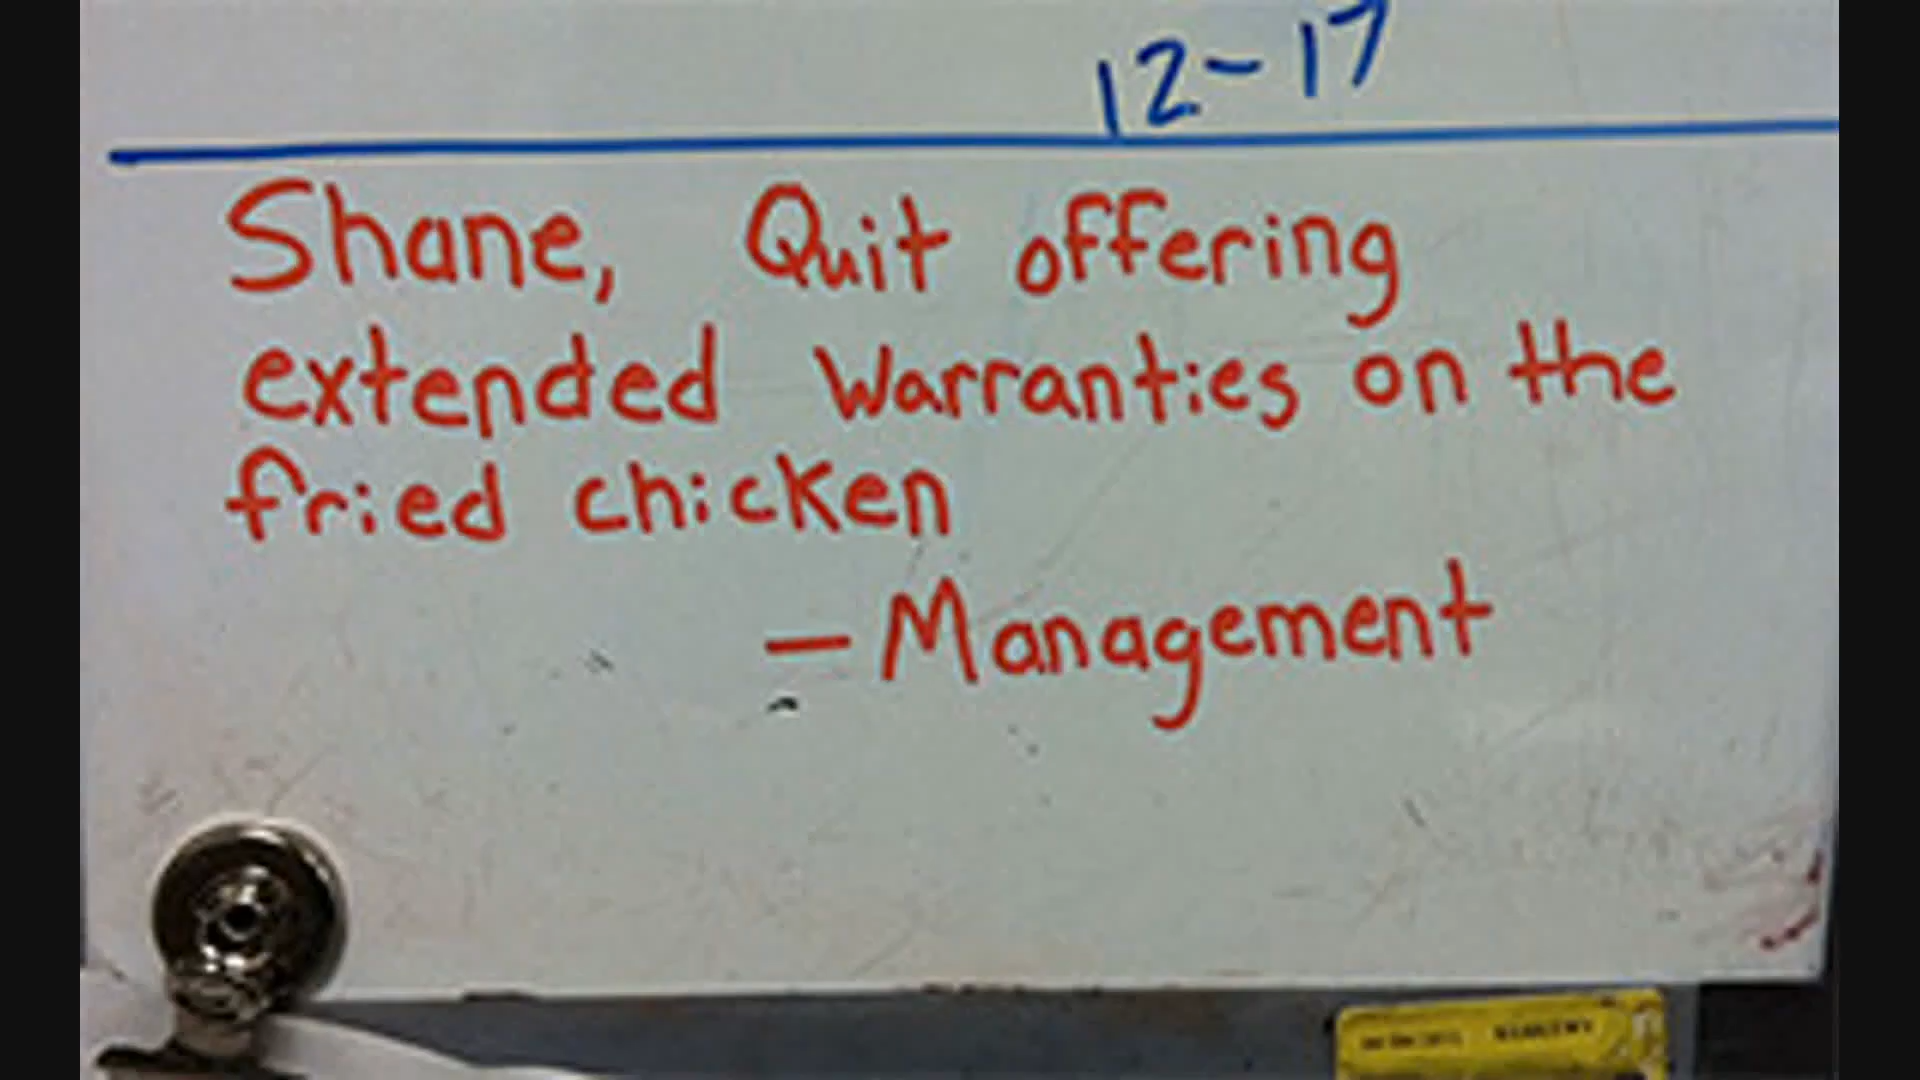 12-17
Shane, Quit offering
extended warranties on the
fried chicken
- Management